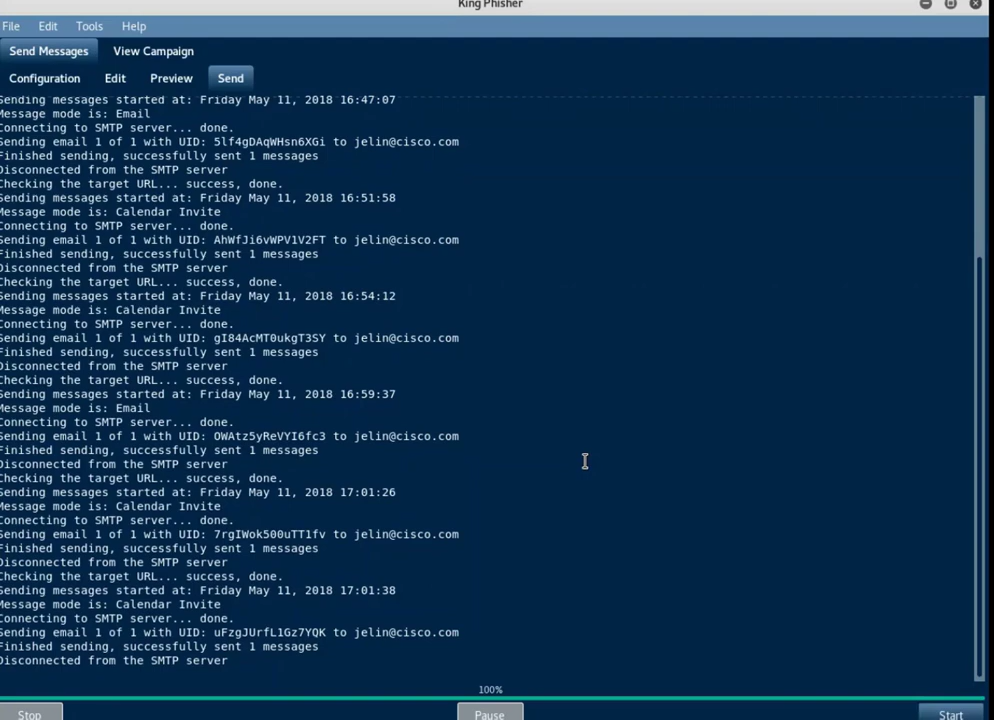 King Phisher
File Edit Tools Help
Send Messages View Campaign
Configuration Edit Preview Send
Sending messages started at: Friday May 11, 2018 16:47:07
Message mode is: Email
Connecting to SMTP server... done.
Sending email 1 of 1 with UID: 5lf4gDAqWHsn6XGi to jelin@cisco.com
Finished sending, successfully sent 1 messages
Disconnected from the SMTP server
Checking the target URL... success, done.
Sending messages started at: Friday May 11, 2018 16:51:58
Message mode is: Calendar Invite
Connecting to SMTP server... done.
Sending email 1 of 1 with UID: AhWfJi6vWPV1V2FT to jelin@cisco.com
Finished sending, successfully sent 1 messages
Disconnected from the SMTP server
Checking the target URL... success, done.
Sending messages started at: Friday May 11, 2018 16:54:12
Message mode is: Calendar Invite
Connecting to SMTP server... done.
Sending email 1 of 1 with UID: gI84AcMT0ukgT3SY to jelin@cisco.com
Finished sending, successfully sent 1 messages
Disconnected from the SMTP server
Checking the target URL... success, done.
Sending messages started at: Friday May 11, 2018 16:59:37
Message mode is: Email
Connecting to SMTP server... done.
Sending email 1 of 1 with UID: OWAtz5yReVYI6fc3 to jelin@cisco.com
Finished sending, successfully sent 1 messages
Disconnected from the SMTP server
Checking the target URL... success, done.
Sending messages started at: Friday May 11, 2018 17:01:26
Message mode is: Calendar Invite
Connecting to SMTP server... done.
Sending email 1 of 1 with UID: 7rgIWok500uTT1fv to jelin@cisco.com
Finished sending, successfully sent 1 messages
Disconnected from the SMTP server
Checking the target URL... success, done.
Sending messages started at: Friday May 11, 2018 17:01:38
Message mode is: Calendar Invite
Connecting to SMTP server... done.
Sending email 1 of 1 with UID: uFzgJUrfL1Gz7YQK to jelin@cisco.com
Finished sending, successfully sent 1 messages
Disconnected from the SMTP server
100%
Stop Pause Start